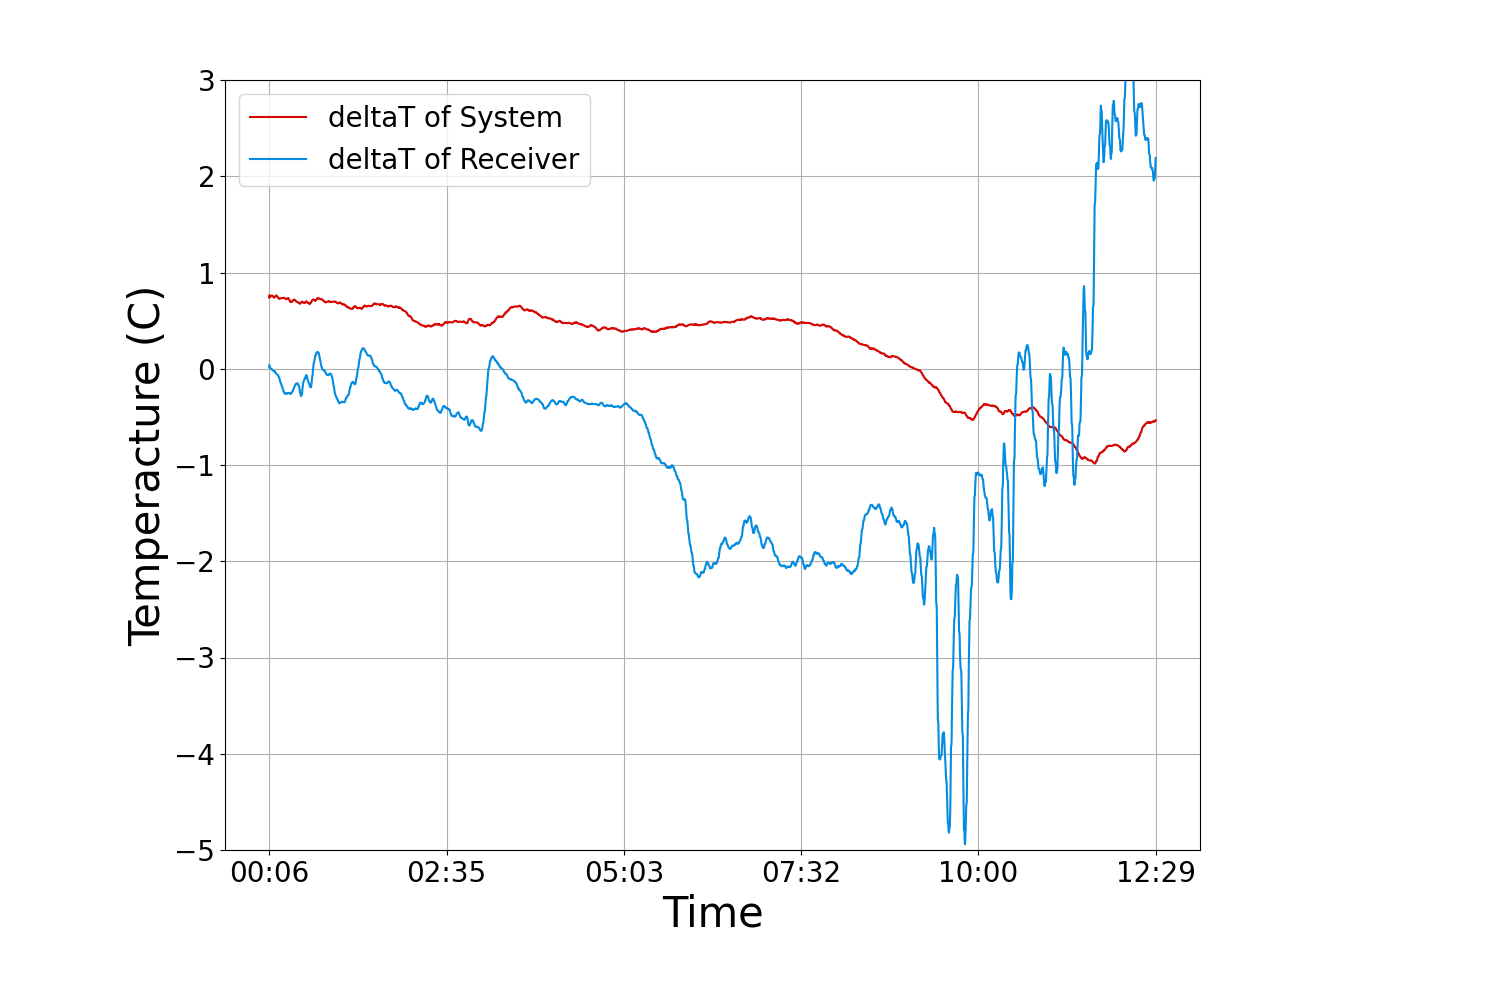 3
2
1
0
−1
−2
−3
−4
−5
Temperacture (C)
deltaT of System
deltaT of Receiver
00:06 02:35 05:03 07:32 10:00 12:29
Time